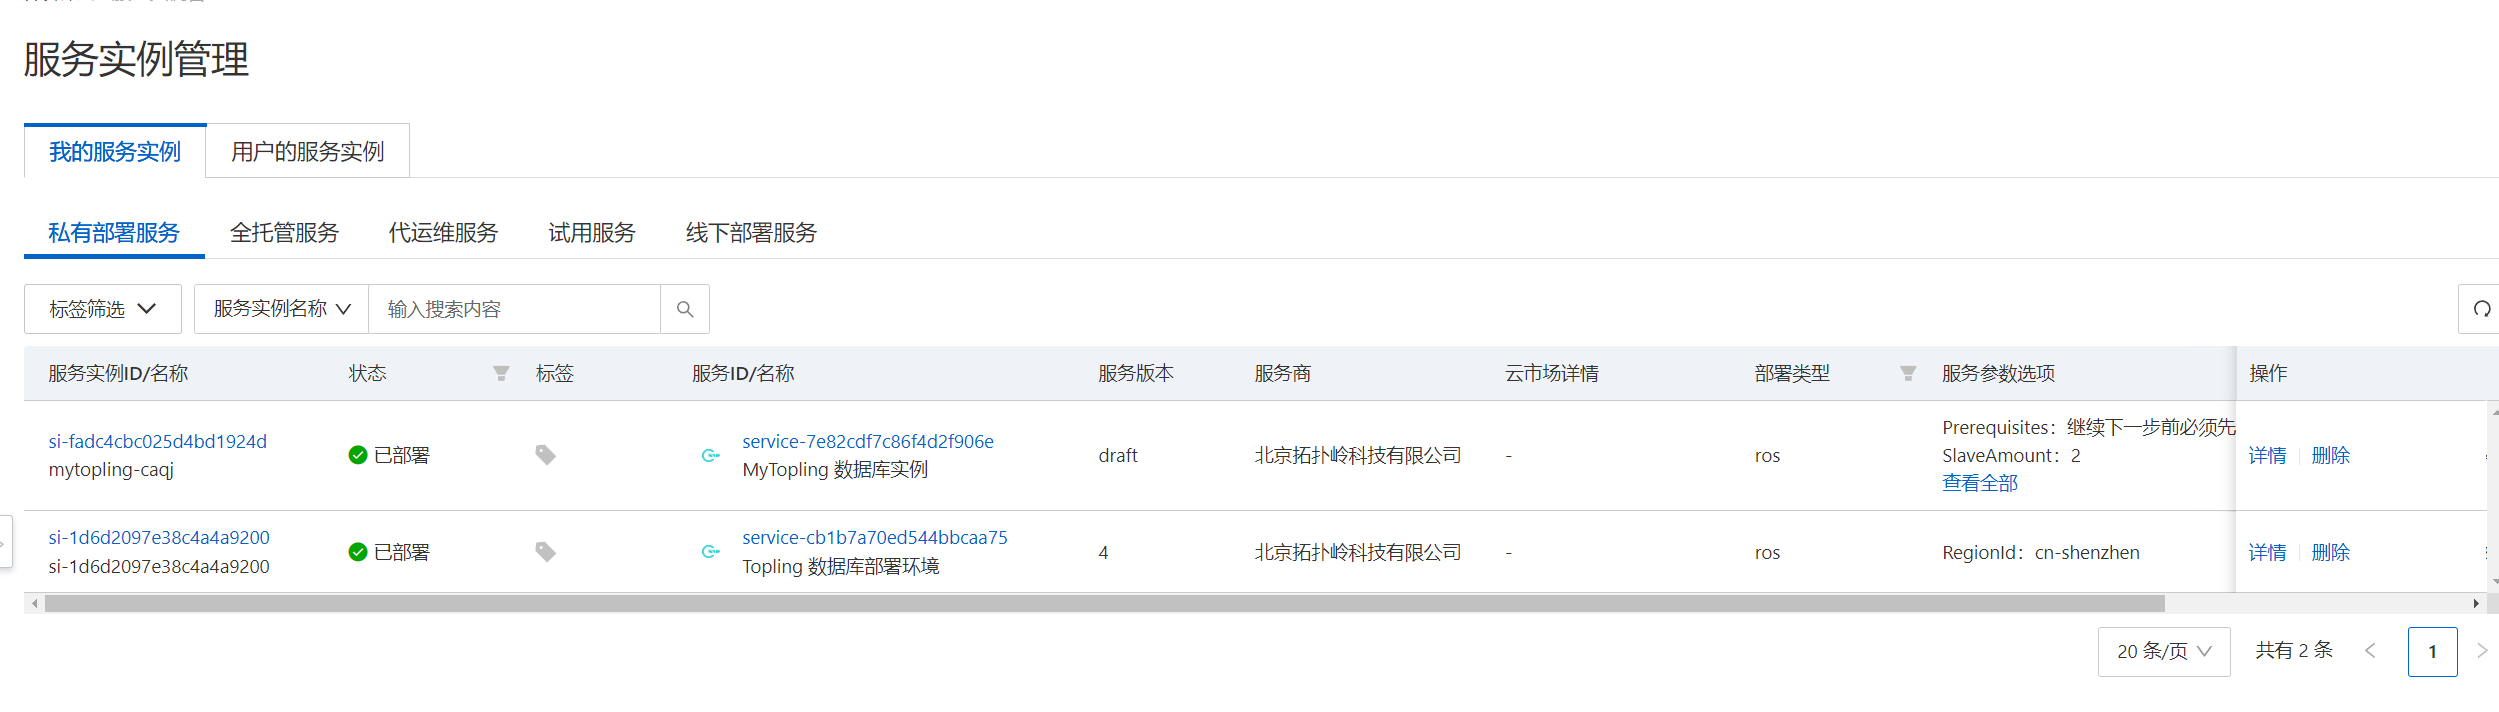 服务实例管理
我的服务实例 用户的服务实例
私有部署服务 全托管服务 代运维服务 试用服务 线下部署服务
标签筛选 服务实例名称 输入搜索内容
服务实例ID/名称 状态 标签 服务ID/名称 服务版本 服务商 云市场详情 部署类型 服务参数选项 操作
si-fadc4cbc025d4bd1924d
mytopling-caqj
已部署
service-7e82cdf7c86f4d2f906e
MyTopling 数据库实例
draft
北京拓扑岭科技有限公司
-
ros
Prerequisites：继续下一步前必须先
SlaveAmount：2
查看全部
详情 删除
si-1d6d2097e38c4a4a9200
si-1d6d2097e38c4a4a9200
已部署
service-cb1b7a70ed544bbcaa75
Topling 数据库部署环境
4
北京拓扑岭科技有限公司
-
ros
RegionId：cn-shenzhen
详情 删除
20 条/页 共有 2 条 1